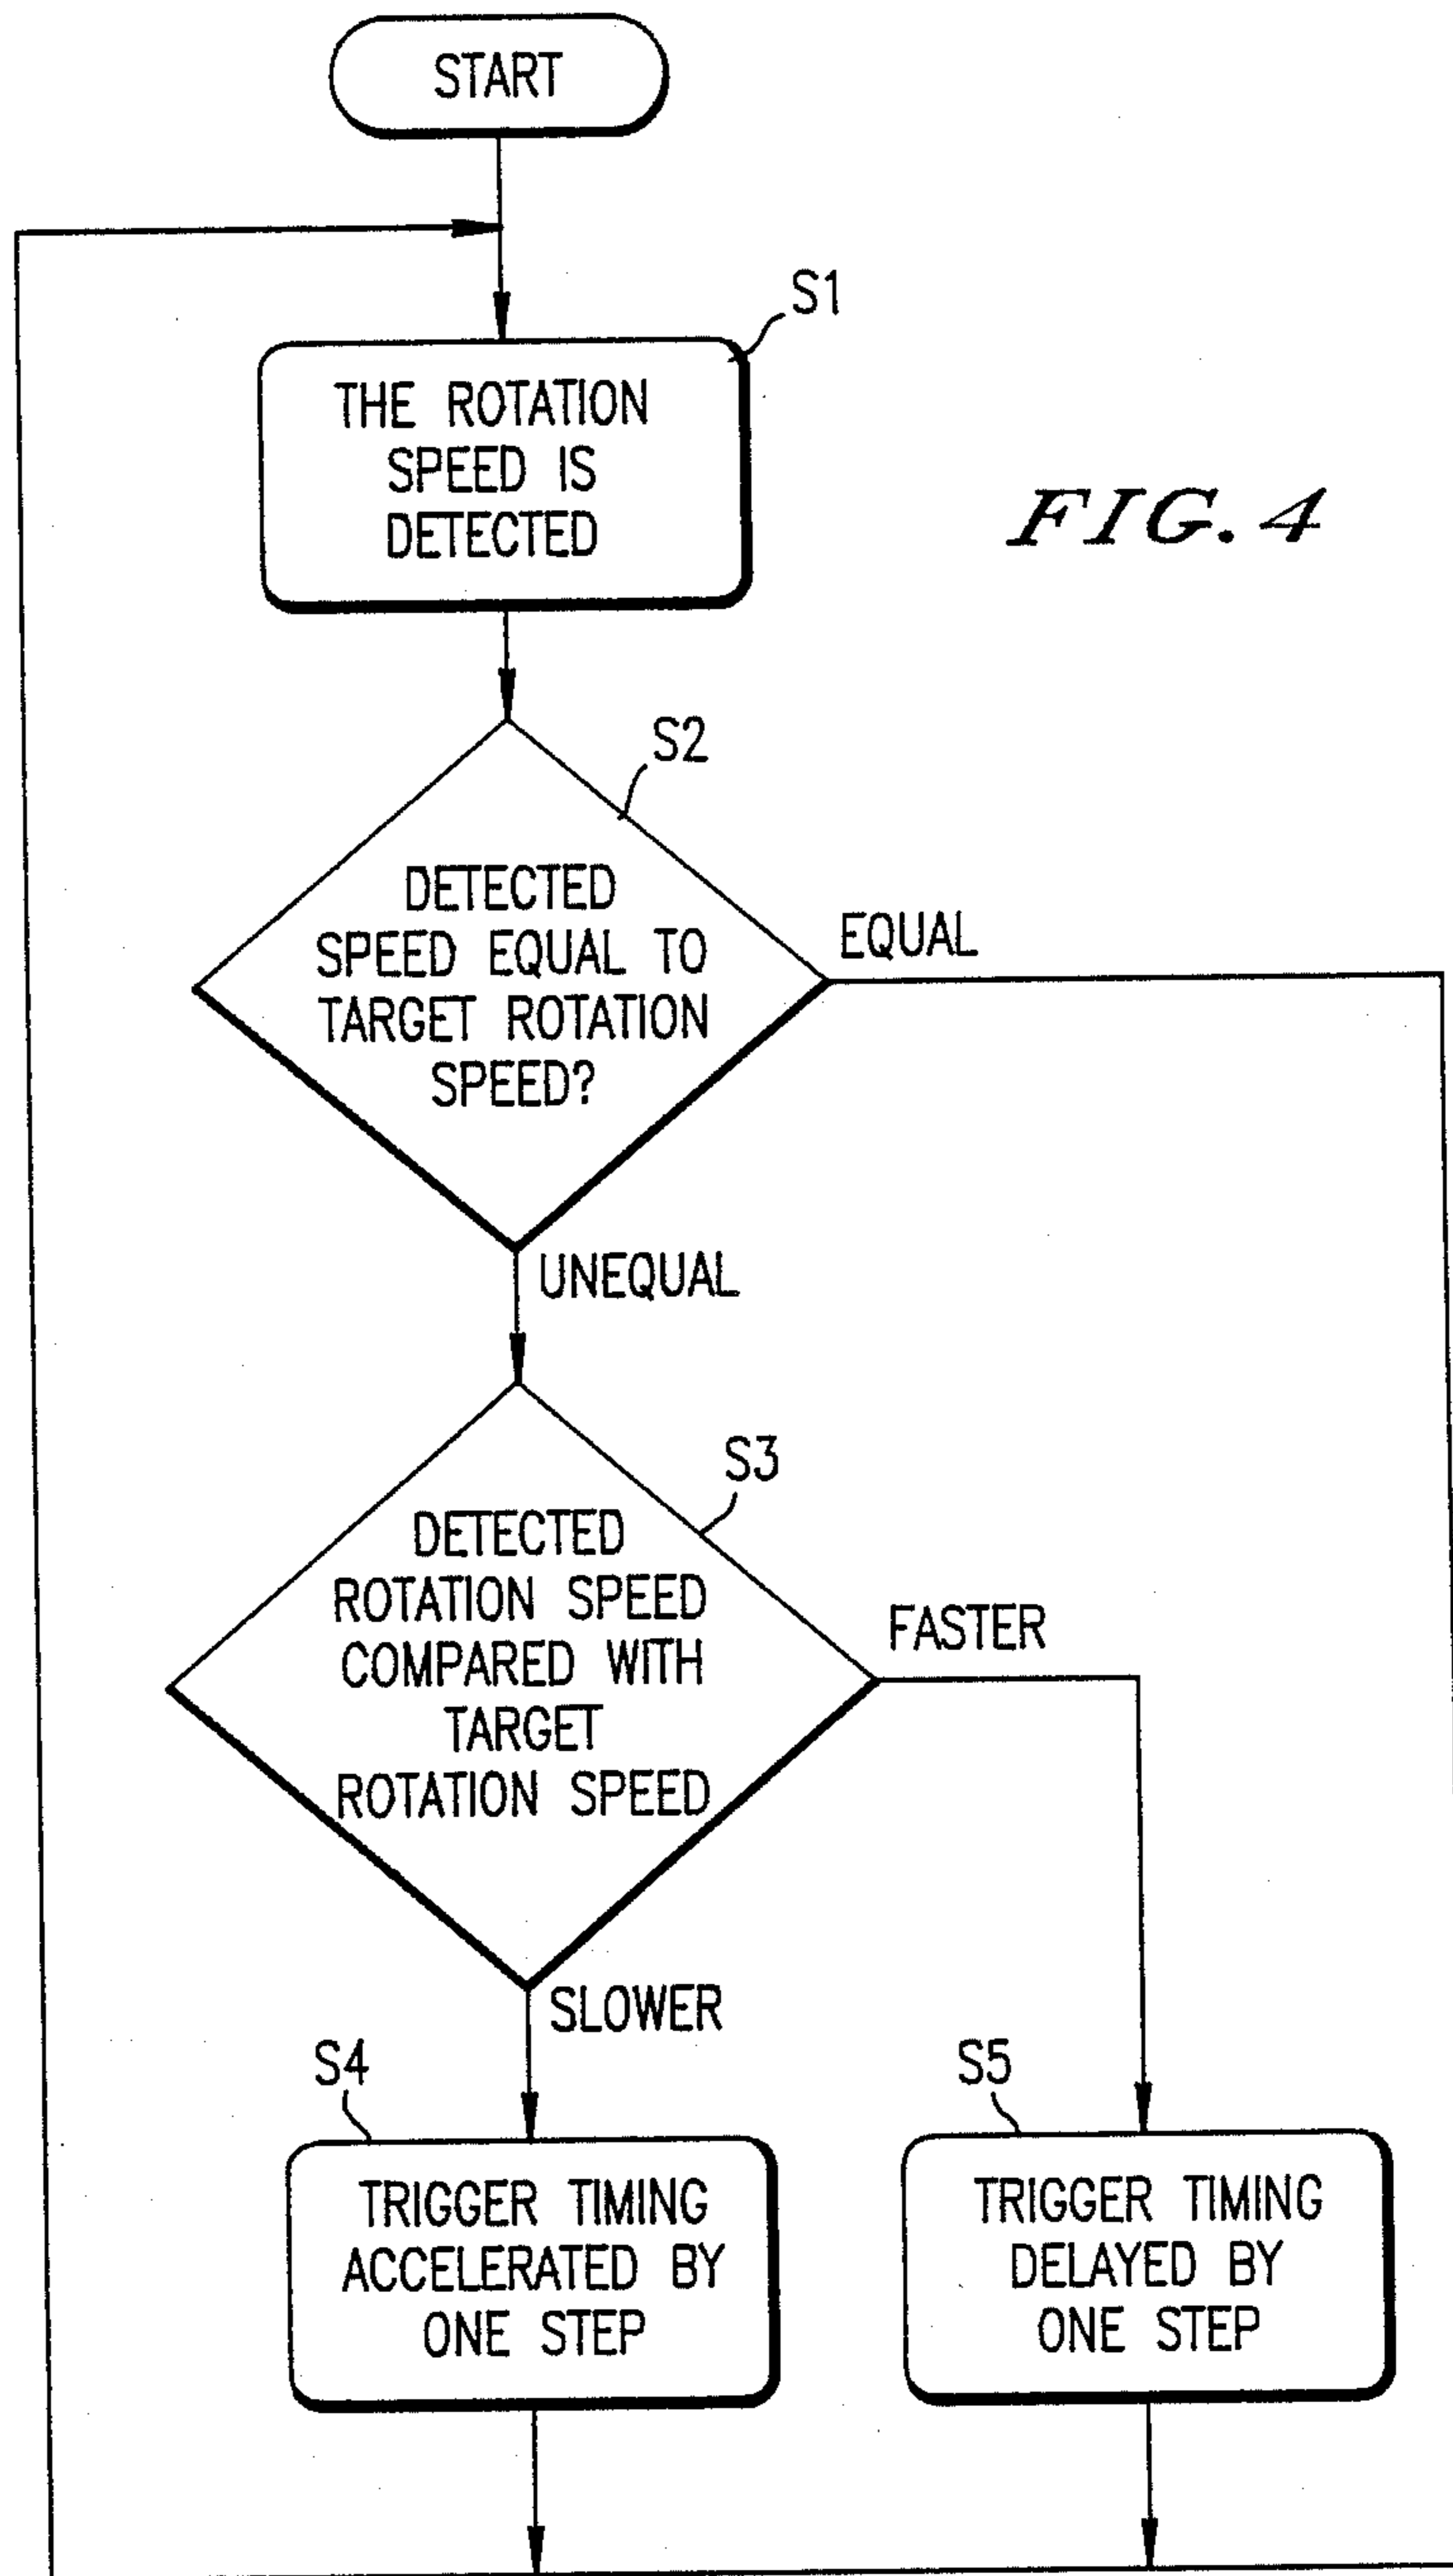 START
S1
THE ROTATION
SPEED IS
DETECTED
FIG. 4
S2
DETECTED
SPEED EQUAL TO
TARGET ROTATION
SPEED?
EQUAL
UNEQUAL
S3
DETECTED
ROTATION SPEED
COMPARED WITH
TARGET
ROTATION SPEED
FASTER
SLOWER
S4
TRIGGER TIMING
ACCELERATED BY
ONE STEP
S5
TRIGGER TIMING
DELAYED BY
ONE STEP